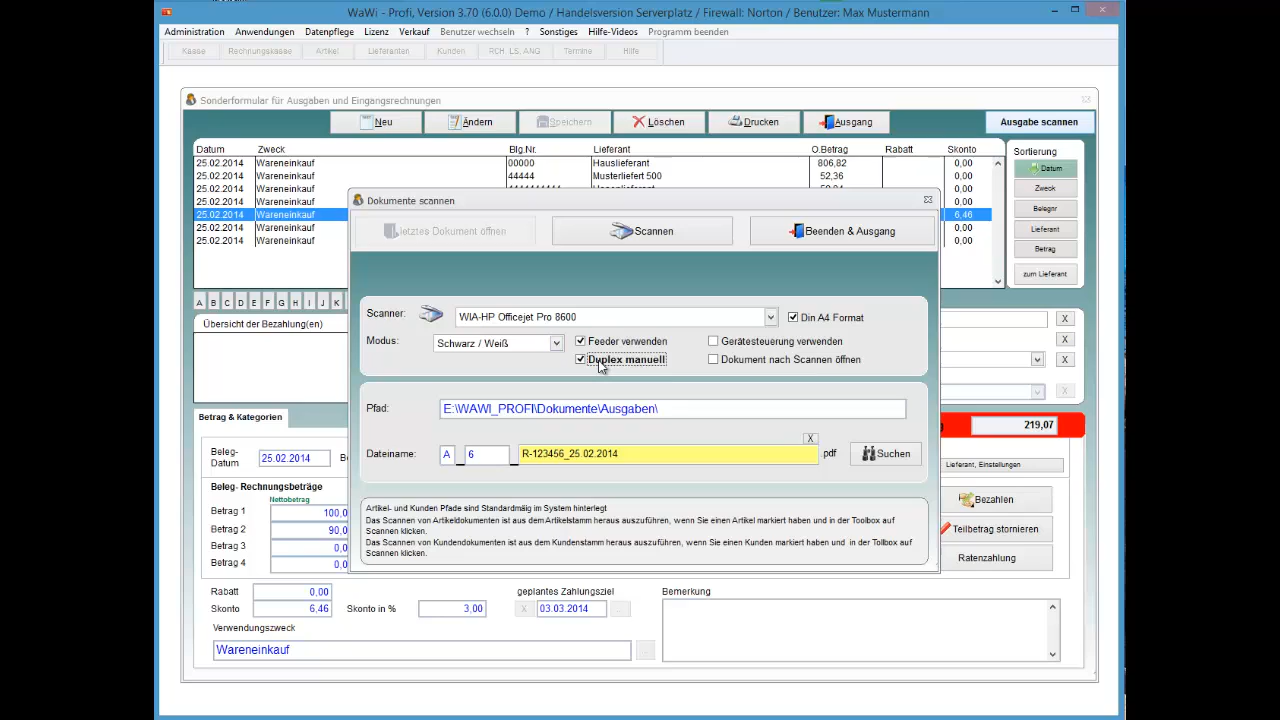 WaWi - Profi, Version 3.70 (6.0.0) Demo / Handelsversion Serverplatz / Firewall: Norton / Benutzer: Max Mustermann
Administration Anwendungen Datenpflege Lizenz Verkauf Benutzer wechseln ? Sonstiges Hilfe-Videos Programm beenden
Kasse Rechnungskasse Artikel Lieferanten Kunden RCH, LS, ANG Termine Hilfe
Sonderformular für Ausgaben und Eingangsrechnungen
Neu Ändern Speichern Löschen Drucken Ausgang Ausgabe scannen
Datum Zweck Blg.Nr. Lieferant O.Betrag Rabatt Skonto
25.02.2014 Wareneinkauf 00000 Hauslieferant 806,82 0,00
25.02.2014 Wareneinkauf 44444 Musterliefert 500 52,36 0,00
25.02.2014 Wareneinkauf 0,00
25.02.2014 Wareneinkauf 0,00
25.02.2014 Wareneinkauf 6,46
25.02.2014 Wareneinkauf 0,00
25.02.2014 Wareneinkauf 0,00
Sortierung
Datum
Zweck
Belegnr
Lieferant
Betrag
zum Lieferant
Dokumente scannen
letztes Dokument öffnen Scannen Beenden & Ausgang
Scanner: WIA-HP Officejet Pro 8600 Din A4 Format
Modus: Schwarz / Weiß Feeder verwenden Gerätesteuerung verwenden
Duplex manuell Dokument nach Scannen öffnen
Pfad: E:\WAWI_PROFI\Dokumente\Ausgaben\
X
Dateiname: A _ 6 _ R-123456_25.02.2014 .pdf Suchen
Artikel- und Kunden Pfade sind Standardmäig im System hinterlegt
Das Scannen von Artikeldokumenten ist aus dem Artikelstamm heraus auszuführen, wenn Sie einen Artikel markiert haben und in der Toolbox auf
Scannen klicken.
Das Scannen von Kundendokumenten ist aus dem Kundenstamm heraus auszuführen, wenn Sie einen Kunden markiert haben und in der Tollbox auf
Scannen klicken.
A B C D E F G H I J K
X
X
X
X
Übersicht der Bezahlung(en)
Betrag & Kategorien
219,07
Beleg-
Datum 25.02.2014
Lieferant, Einstellungen
Beleg- Rechnungsbeträge
Nettobetrag
Betrag 1 100,0
Betrag 2 90,0
Betrag 3 0,0
Betrag 4 0,0
Bezahlen
Teilbetrag stornieren
Ratenzahlung
Rabatt 0,00 geplantes Zahlungsziel Bemerkung
Skonto 6,46 Skonto in % 3,00 X 03.03.2014 ...
Verwendungszweck
Wareneinkauf ...